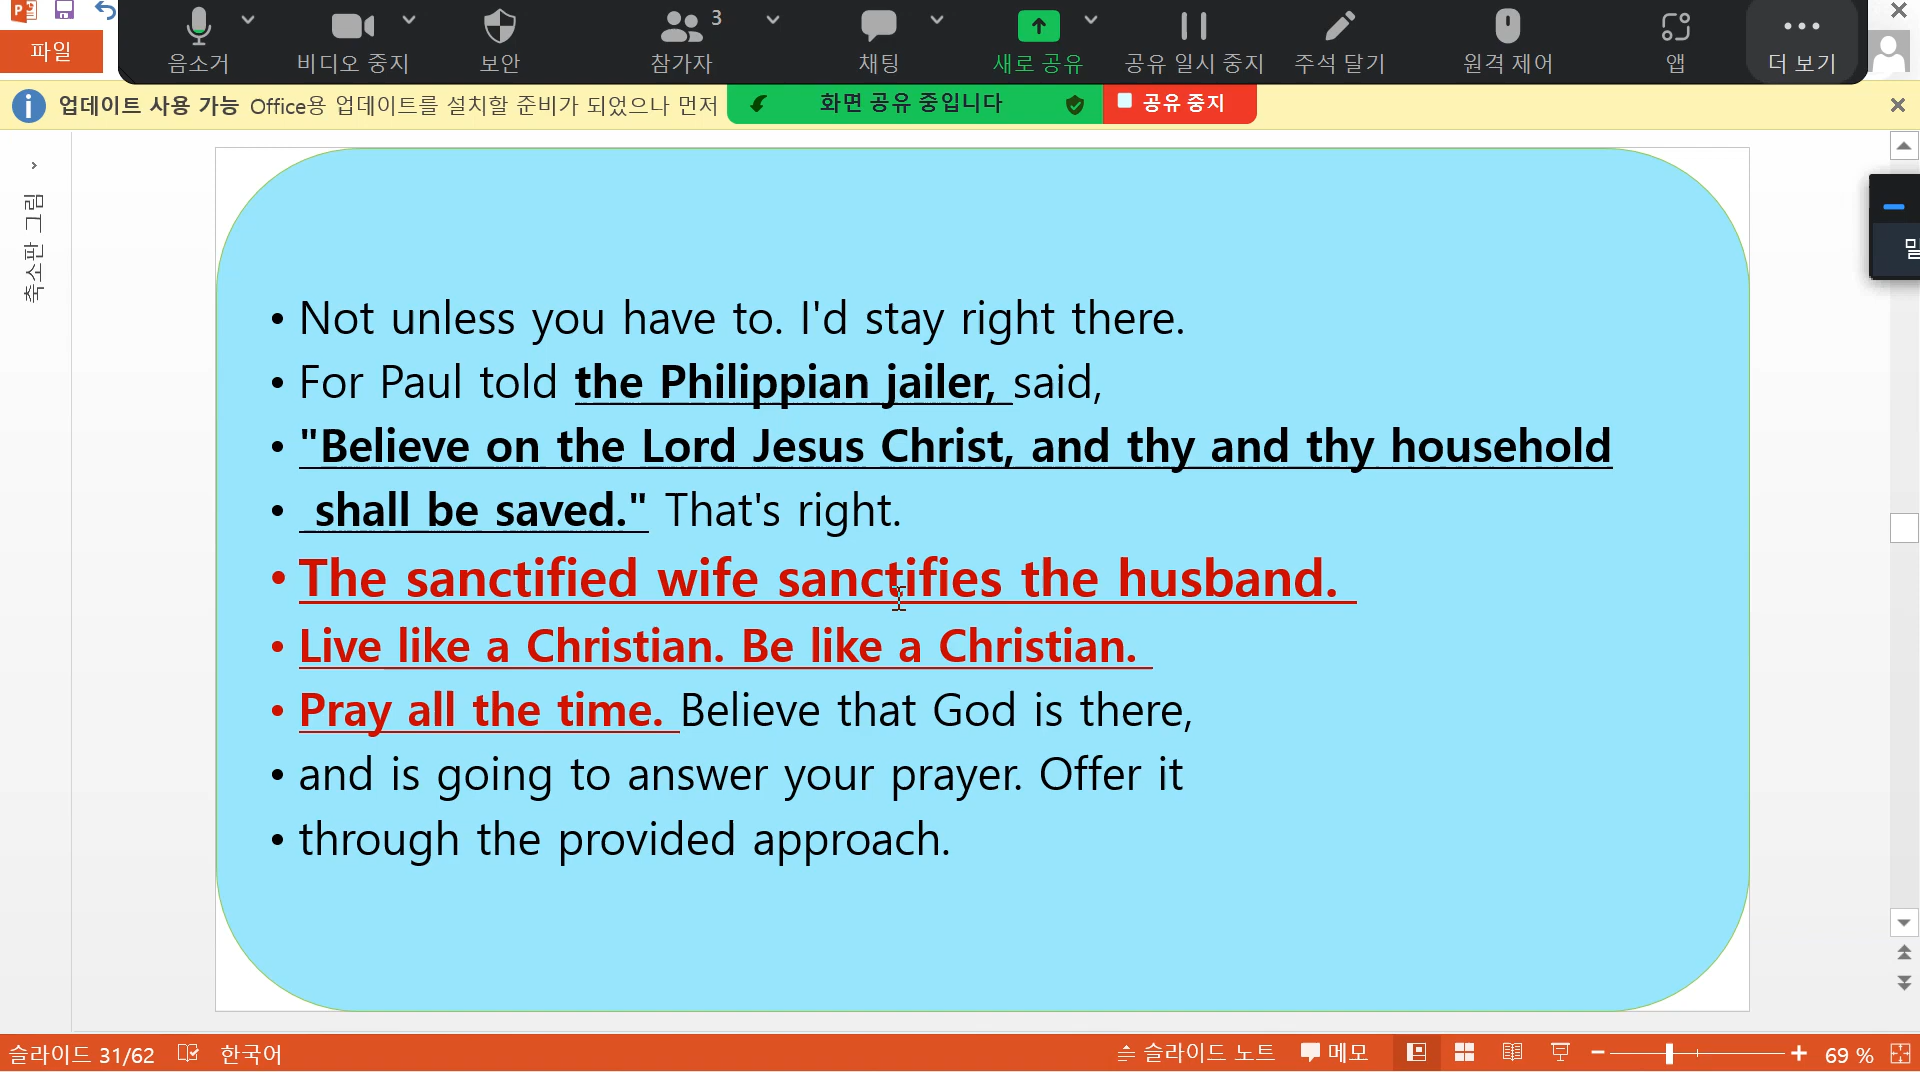 음소거
비디오 중지
보안
참가자
3
채팅
새로 공유
공유 일시 중지
주석 달기
원격 제어
앱
더 보기
파일
업데이트 사용 가능 Office용 업데이트를 설치할 준비가 되었으나 먼저
화면 공유 중입니다
공유 중지
축소판 그림
Not unless you have to. I'd stay right there.
For Paul told the Philippian jailer, said,
"Believe on the Lord Jesus Christ, and thy and thy household
shall be saved." That's right.
The sanctified wife sanctifies the husband.
Live like a Christian. Be like a Christian.
Pray all the time. Believe that God is there,
and is going to answer your prayer. Offer it
through the provided approach.
슬라이드 31/62
한국어
슬라이드 노트
메모
69 %